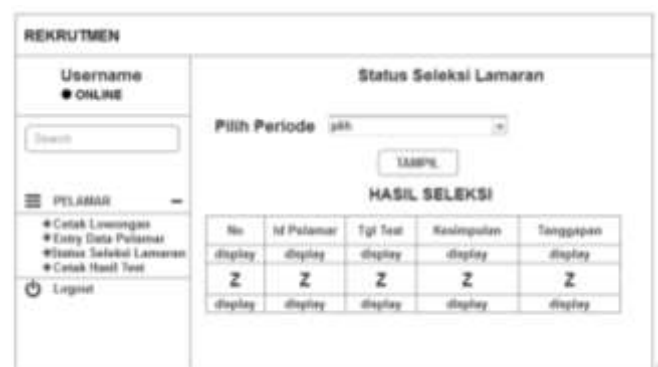 REKRUTMEN
Username
ONLINE
Search
PELAMAR
Cetak Lowongan
Entry Data Pelamar
Status Seleksi Lamaran
Cetak Hasil Test
Logout
Status Seleksi Lamaran
Pilih Periode pilih
TAMPIL
HASIL SELEKSI
No Id Pelamar Tgl Test Kesimpulan Tanggapan
display display display display display
Z Z Z Z Z
display display display display display